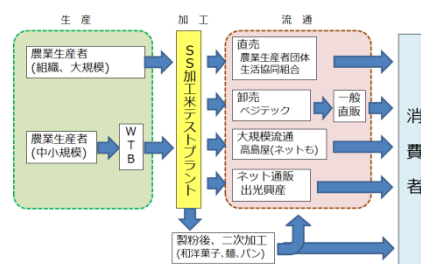 生 産
加 工
流 通
農業生産者
(組織、大規模)
農業生産者
(中小規模)
WTB
SS加工米テストプラント
直売
農業生産者団体
生活協同組合
卸売
ベジテック
一般
直販
大規模流通
高島屋(ネットも)
ネット通販
出光興産
製粉後、二次加工
(和洋菓子、麺、パン)
消費者